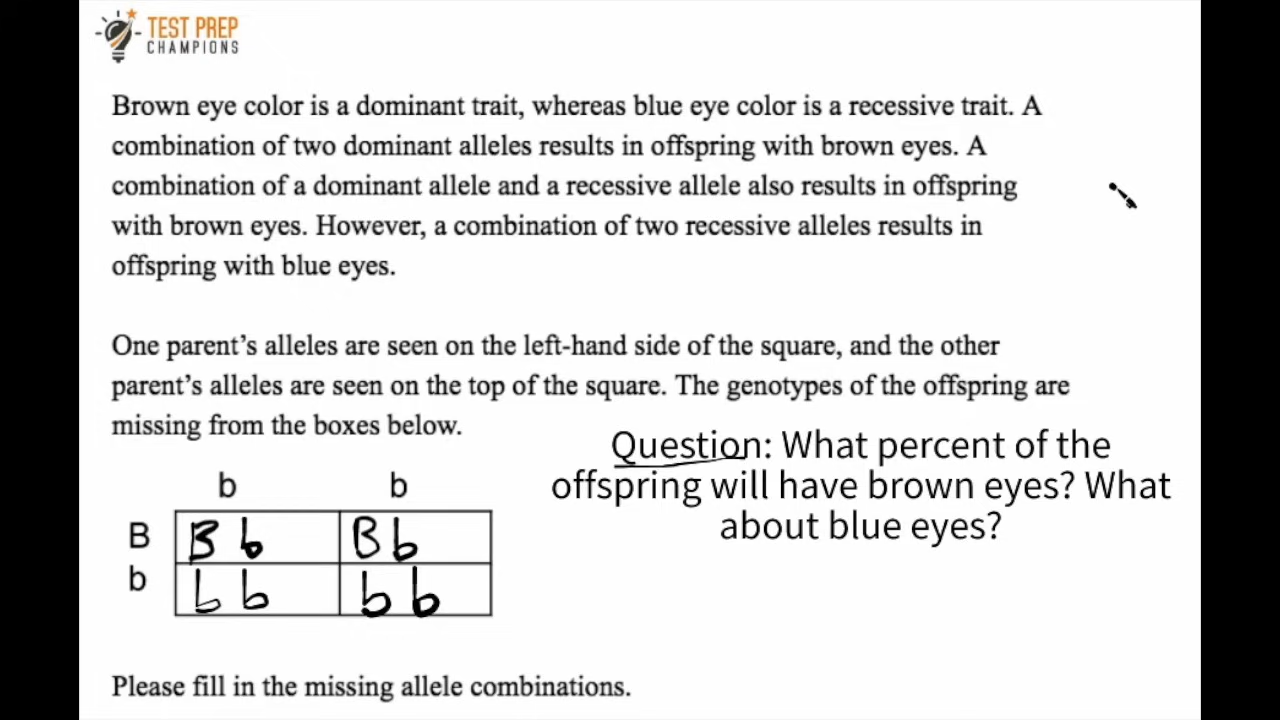 TEST PREP
CHAMPIONS
Brown eye color is a dominant trait, whereas blue eye color is a recessive trait. A
combination of two dominant alleles results in offspring with brown eyes. A
combination of a dominant allele and a recessive allele also results in offspring
with brown eyes. However, a combination of two recessive alleles results in
offspring with blue eyes.
One parent's alleles are seen on the left-hand side of the square, and the other
parent's alleles are seen on the top of the square. The genotypes of the offspring are
missing from the boxes below.
Question: What percent of the
offspring will have brown eyes? What
about blue eyes?
b b
B B b B b
b b b b b
Please fill in the missing allele combinations.